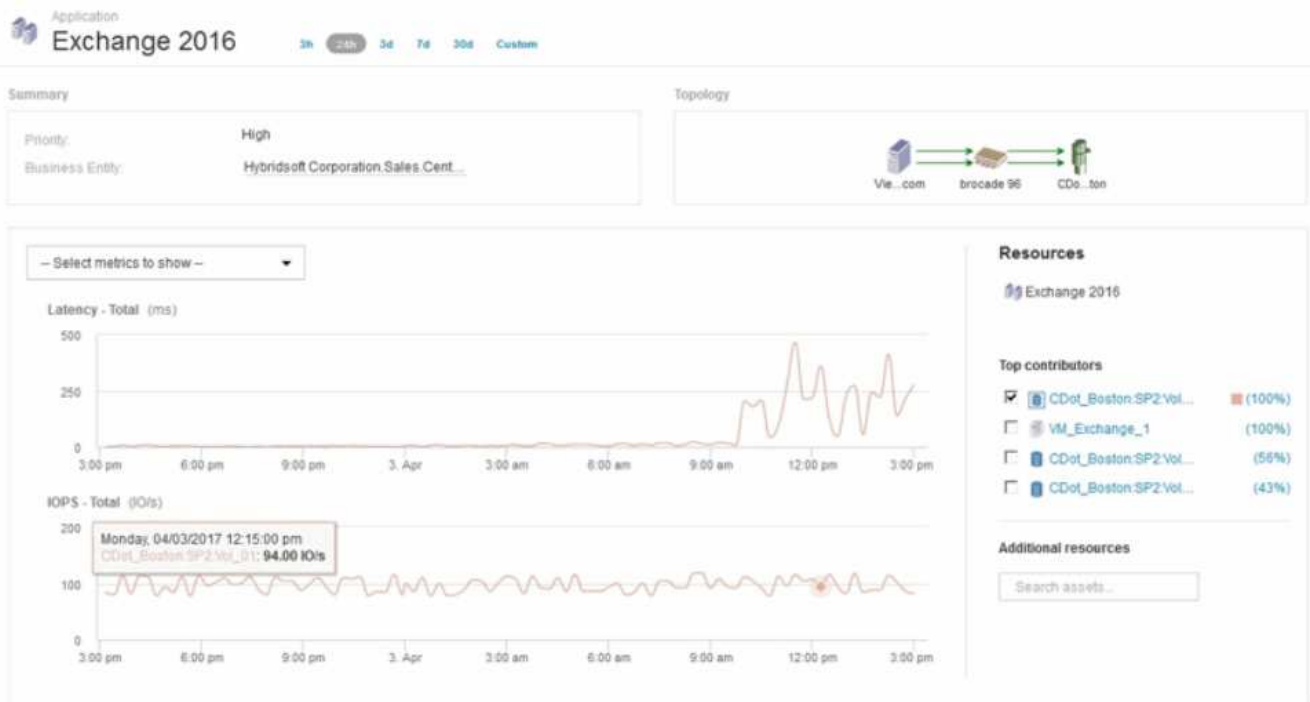 Application
Exchange 2016
3h 24h 3d 7d 30d Custom
Summary
Topology
Priority: High
Business Entity: Hybridsoft Corporation.Sales.Cent...
Vie...com brocade 96 CDo...ton
-- Select metrics to show --
Latency - Total (ms)
500
250
0
3:00 pm 6:00 pm 9:00 pm 3. Apr 3:00 am 6:00 am 9:00 am 12:00 pm 3:00 pm
IOPS - Total (IO/s)
200
Monday, 04/03/2017 12:15:00 pm
CDot_Boston:SP2:Vol_01: 94.00 IO/s
100
0
3:00 pm 6:00 pm 9:00 pm 3. Apr 3:00 am 6:00 am 9:00 am 12:00 pm 3:00 pm
Resources
Exchange 2016
Top contributors
CDot_Boston:SP2:Vol... (100%)
VM_Exchange_1 (100%)
CDot_Boston:SP2:Vol... (56%)
CDot_Boston:SP2:Vol... (43%)
Additional resources
Search assets...